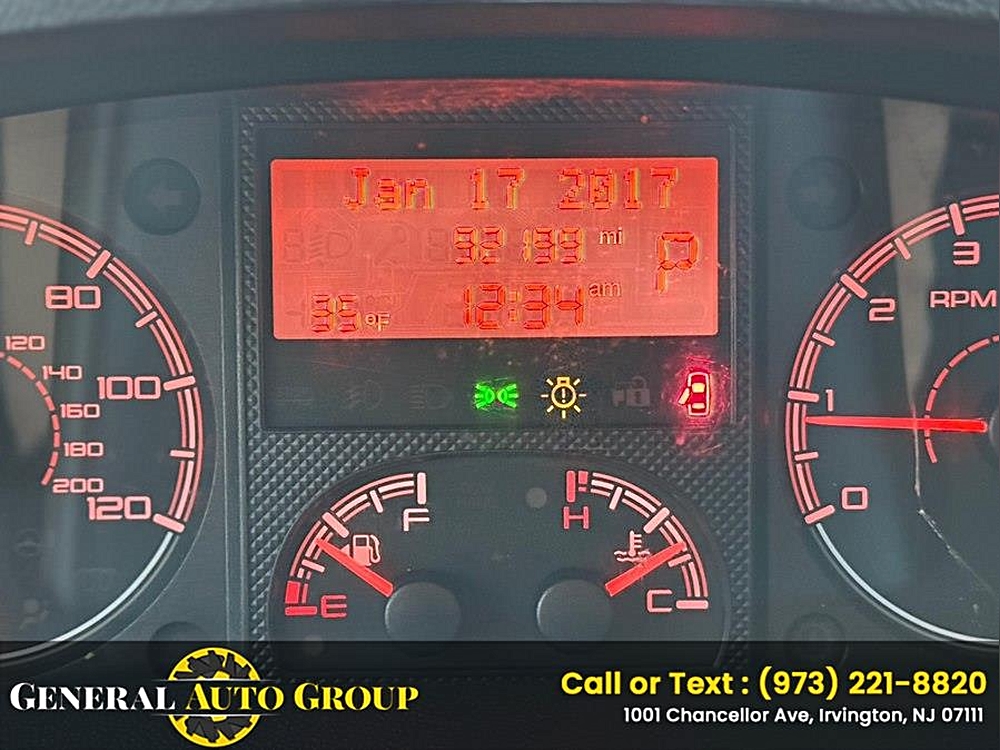 Jan 17 2017
92199 mi
P
12:34 am
35 °F
80
100
120
120
140
160
180
200
3
2
1
0
RPM
F
E
H
C
GENERAL AUTO GROUP
Call or Text : (973) 221-8820
1001 Chancellor Ave, Irvington, NJ 07111